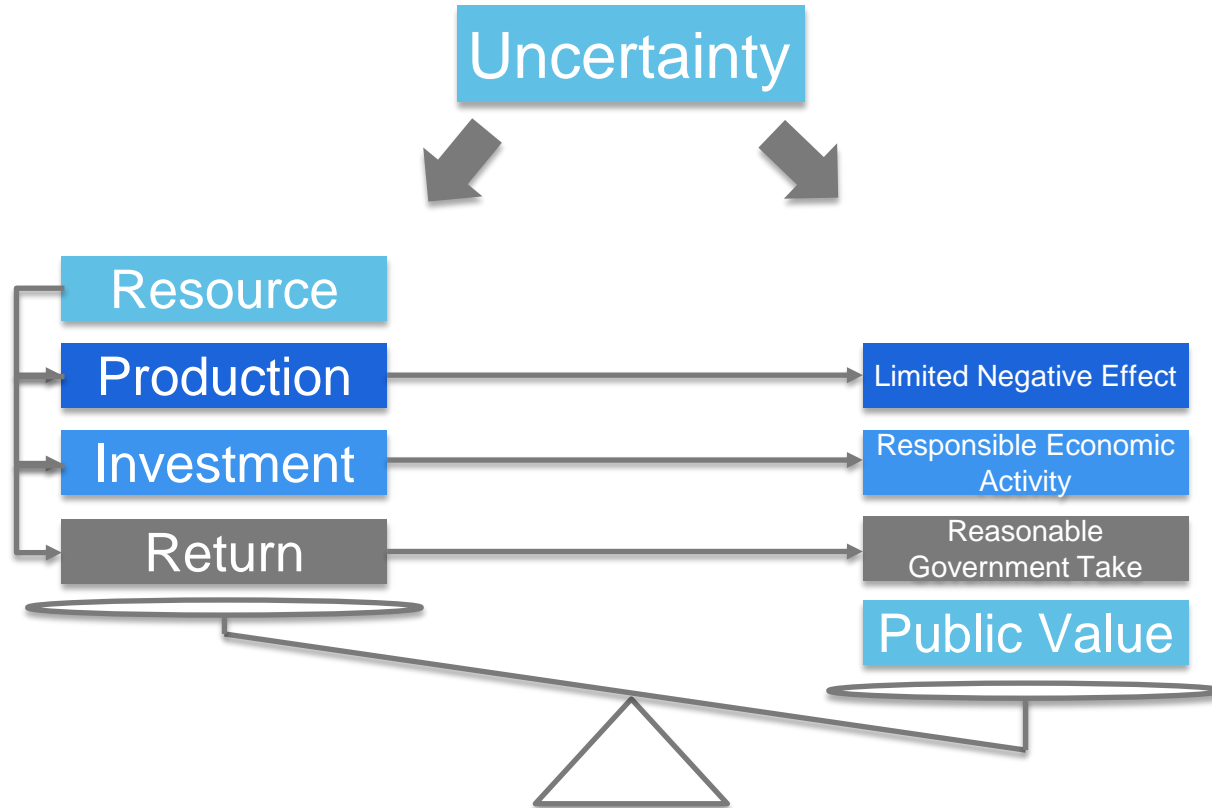 Uncertainty
Resource
Production
Limited Negative Effect
Investment
Responsible Economic
Activity
Return
Reasonable
Government Take
Public Value